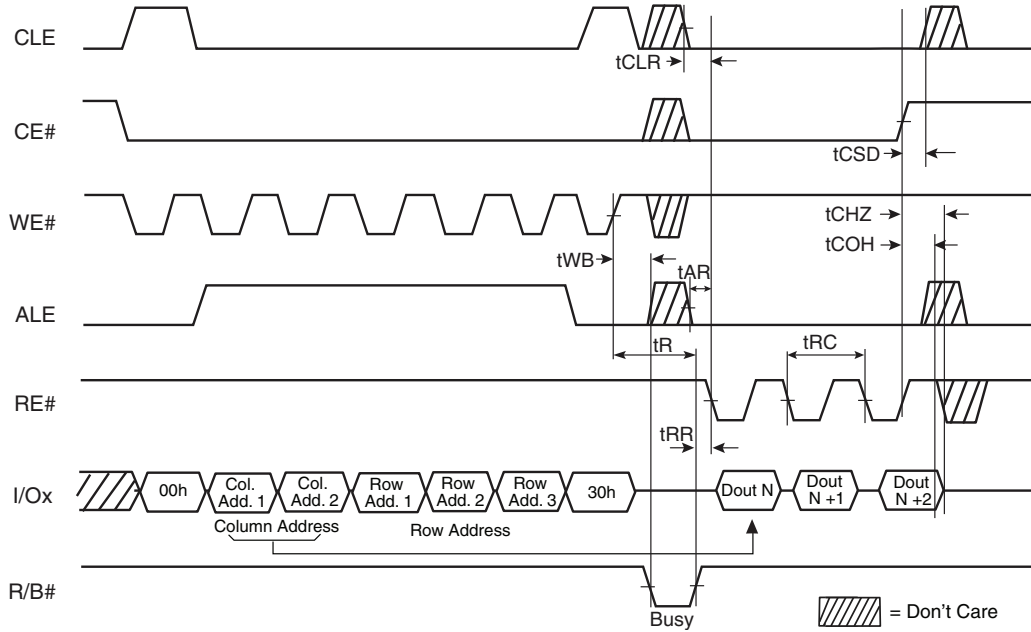 CLE
tCLR
CE#
tCSD
WE#
tCHZ
tCOH
tWB
tAR
ALE
tR
tRC
RE#
tRR
I/Ox
00h
Col. Add. 1
Col. Add. 2
Row Add. 1
Row Add. 2
Row Add. 3
30h
Dout N
Dout N +1
Dout N +2
Column Address
Row Address
R/B#
Busy
= Don't Care